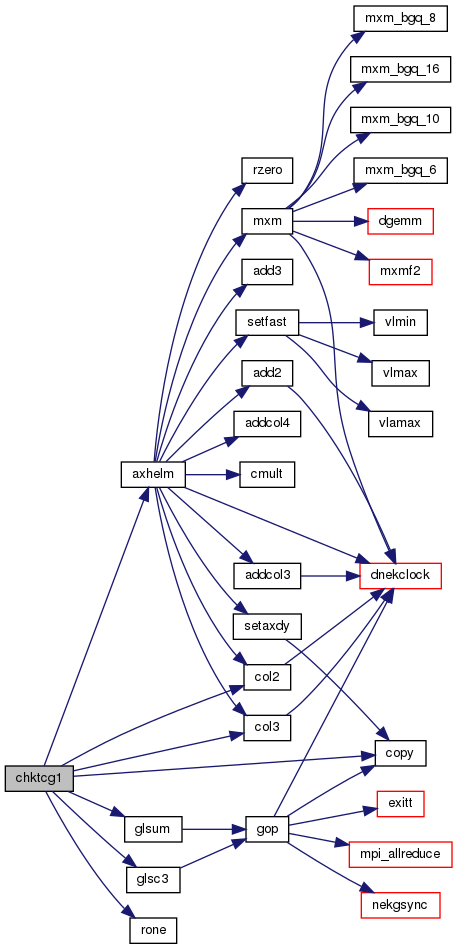 mxm_bgq_8
mxm_bgq_16
mxm_bgq_10
rzero
mxm_bgq_6
mxm
dgemm
add3
mxmf2
setfast
vlmin
add2
vlmax
addcol4
vlamax
axhelm
cmult
addcol3
dnekclock
setaxdy
col2
col3
copy
chktcg1
exitt
glsum
gop
mpi_allreduce
glsc3
nekgsync
rone